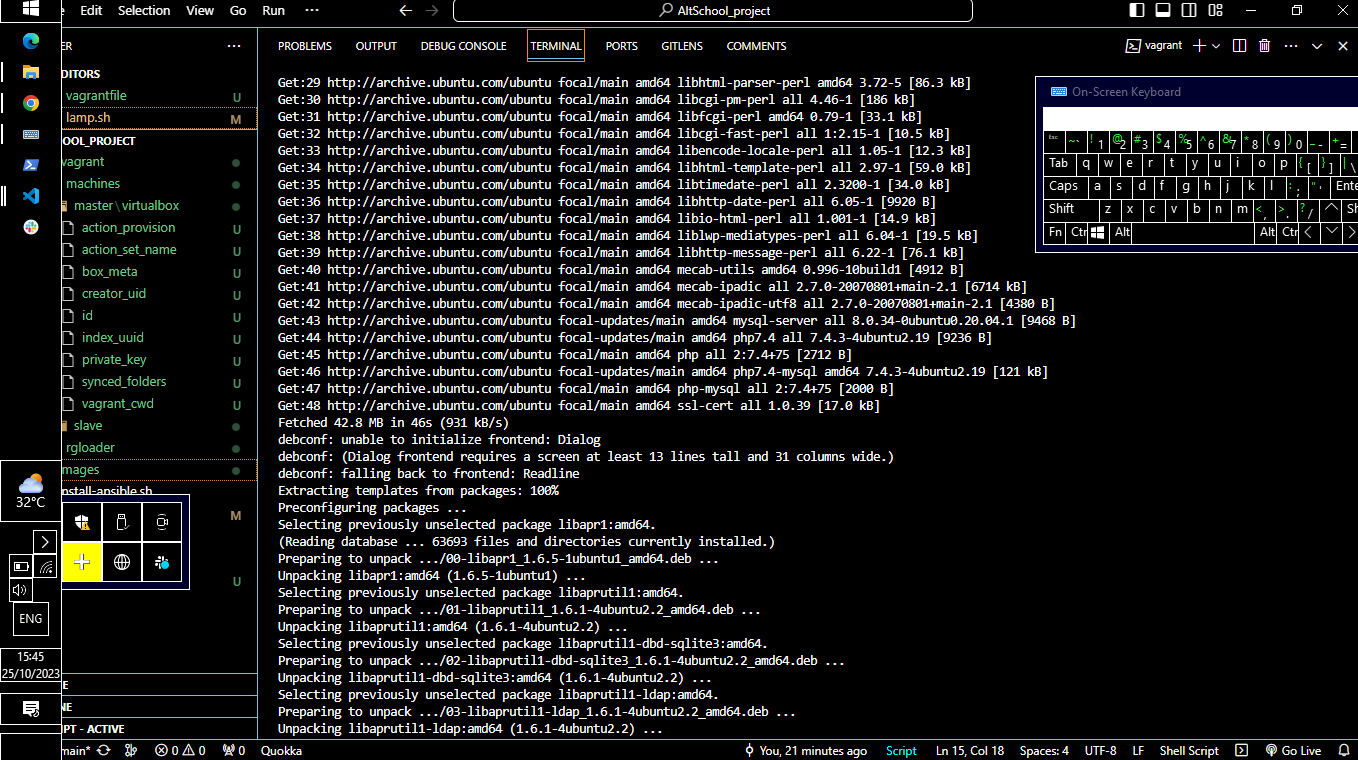 Edit Selection View Go Run ···
AltSchool_project
PROBLEMS OUTPUT DEBUG CONSOLE TERMINAL PORTS GITLENS COMMENTS
vagrant
ER
DITORS
vagrantfile U
lamp.sh M
OOL_PROJECT
vagrant
machines
master\virtualbox
action_provision U
action_set_name U
box_meta U
creator_uid U
id U
index_uuid U
private_key U
synced_folders U
vagrant_cwd U
slave
rgloader
mages
nstall-ansible.sh
M
U
E
NE
IPT - ACTIVE
32°C
ENG
15:45
25/10/2023
Get:29 http://archive.ubuntu.com/ubuntu focal/main amd64 libhtml-parser-perl amd64 3.72-5 [86.3 kB]
Get:30 http://archive.ubuntu.com/ubuntu focal/main amd64 libcgi-pm-perl all 4.46-1 [186 kB]
Get:31 http://archive.ubuntu.com/ubuntu focal/main amd64 libfcgi-perl amd64 0.79-1 [33.1 kB]
Get:32 http://archive.ubuntu.com/ubuntu focal/main amd64 libcgi-fast-perl all 1:2.15-1 [10.5 kB]
Get:33 http://archive.ubuntu.com/ubuntu focal/main amd64 libencode-locale-perl all 1.05-1 [12.3 kB]
Get:34 http://archive.ubuntu.com/ubuntu focal/main amd64 libhtml-template-perl all 2.97-1 [59.0 kB]
Get:35 http://archive.ubuntu.com/ubuntu focal/main amd64 libtimedate-perl all 2.3200-1 [34.0 kB]
Get:36 http://archive.ubuntu.com/ubuntu focal/main amd64 libhttp-date-perl all 6.05-1 [9920 B]
Get:37 http://archive.ubuntu.com/ubuntu focal/main amd64 libio-html-perl all 1.001-1 [14.9 kB]
Get:38 http://archive.ubuntu.com/ubuntu focal/main amd64 liblwp-mediatypes-perl all 6.04-1 [19.5 kB]
Get:39 http://archive.ubuntu.com/ubuntu focal/main amd64 libhttp-message-perl all 6.22-1 [76.1 kB]
Get:40 http://archive.ubuntu.com/ubuntu focal/main amd64 mecab-utils amd64 0.996-10build1 [4912 B]
Get:41 http://archive.ubuntu.com/ubuntu focal/main amd64 mecab-ipadic all 2.7.0-20070801+main-2.1 [6714 kB]
Get:42 http://archive.ubuntu.com/ubuntu focal/main amd64 mecab-ipadic-utf8 all 2.7.0-20070801+main-2.1 [4380 B]
Get:43 http://archive.ubuntu.com/ubuntu focal-updates/main amd64 mysql-server all 8.0.34-0ubuntu0.20.04.1 [9468 B]
Get:44 http://archive.ubuntu.com/ubuntu focal-updates/main amd64 php7.4 all 7.4.3-4ubuntu2.19 [9236 B]
Get:45 http://archive.ubuntu.com/ubuntu focal/main amd64 php all 2:7.4+75 [2712 B]
Get:46 http://archive.ubuntu.com/ubuntu focal-updates/main amd64 php7.4-mysql amd64 7.4.3-4ubuntu2.19 [121 kB]
Get:47 http://archive.ubuntu.com/ubuntu focal/main amd64 php-mysql all 2:7.4+75 [2000 B]
Get:48 http://archive.ubuntu.com/ubuntu focal/main amd64 ssl-cert all 1.0.39 [17.0 kB]
Fetched 42.8 MB in 46s (931 kB/s)
debconf: unable to initialize frontend: Dialog
debconf: (Dialog frontend requires a screen at least 13 lines tall and 31 columns wide.)
debconf: falling back to frontend: Readline
Extracting templates from packages: 100%
Preconfiguring packages ...
Selecting previously unselected package libapr1:amd64.
(Reading database ... 63693 files and directories currently installed.)
Preparing to unpack .../00-libapr1_1.6.5-1ubuntu1_amd64.deb ...
Unpacking libapr1:amd64 (1.6.5-1ubuntu1) ...
Selecting previously unselected package libaprutil1:amd64.
Preparing to unpack .../01-libaprutil1_1.6.1-4ubuntu2.2_amd64.deb ...
Unpacking libaprutil1:amd64 (1.6.1-4ubuntu2.2) ...
Selecting previously unselected package libaprutil1-dbd-sqlite3:amd64.
Preparing to unpack .../02-libaprutil1-dbd-sqlite3_1.6.1-4ubuntu2.2_amd64.deb ...
Unpacking libaprutil1-dbd-sqlite3:amd64 (1.6.1-4ubuntu2.2) ...
Selecting previously unselected package libaprutil1-ldap:amd64.
Preparing to unpack .../03-libaprutil1-ldap_1.6.1-4ubuntu2.2_amd64.deb ...
Unpacking libaprutil1-ldap:amd64 (1.6.1-4ubuntu2.2) ...
On-Screen Keyboard
Esc ~ ` ! 1 @ 2 # 3 $ 4 % 5 ^ 6 & 7 * 8 ( 9 ) 0 _ - + =
Tab q w e r t y u i o p { [ } ] | \
Caps a s d f g h j k l : ; " ' Ente
Shift z x c v b n m < , > . ? / Sh
Fn Ctr Alt Alt Ctr
main* 0 0 0 Quokka
You, 21 minutes ago Script Ln 15, Col 18 Spaces: 4 UTF-8 LF Shell Script Go Live